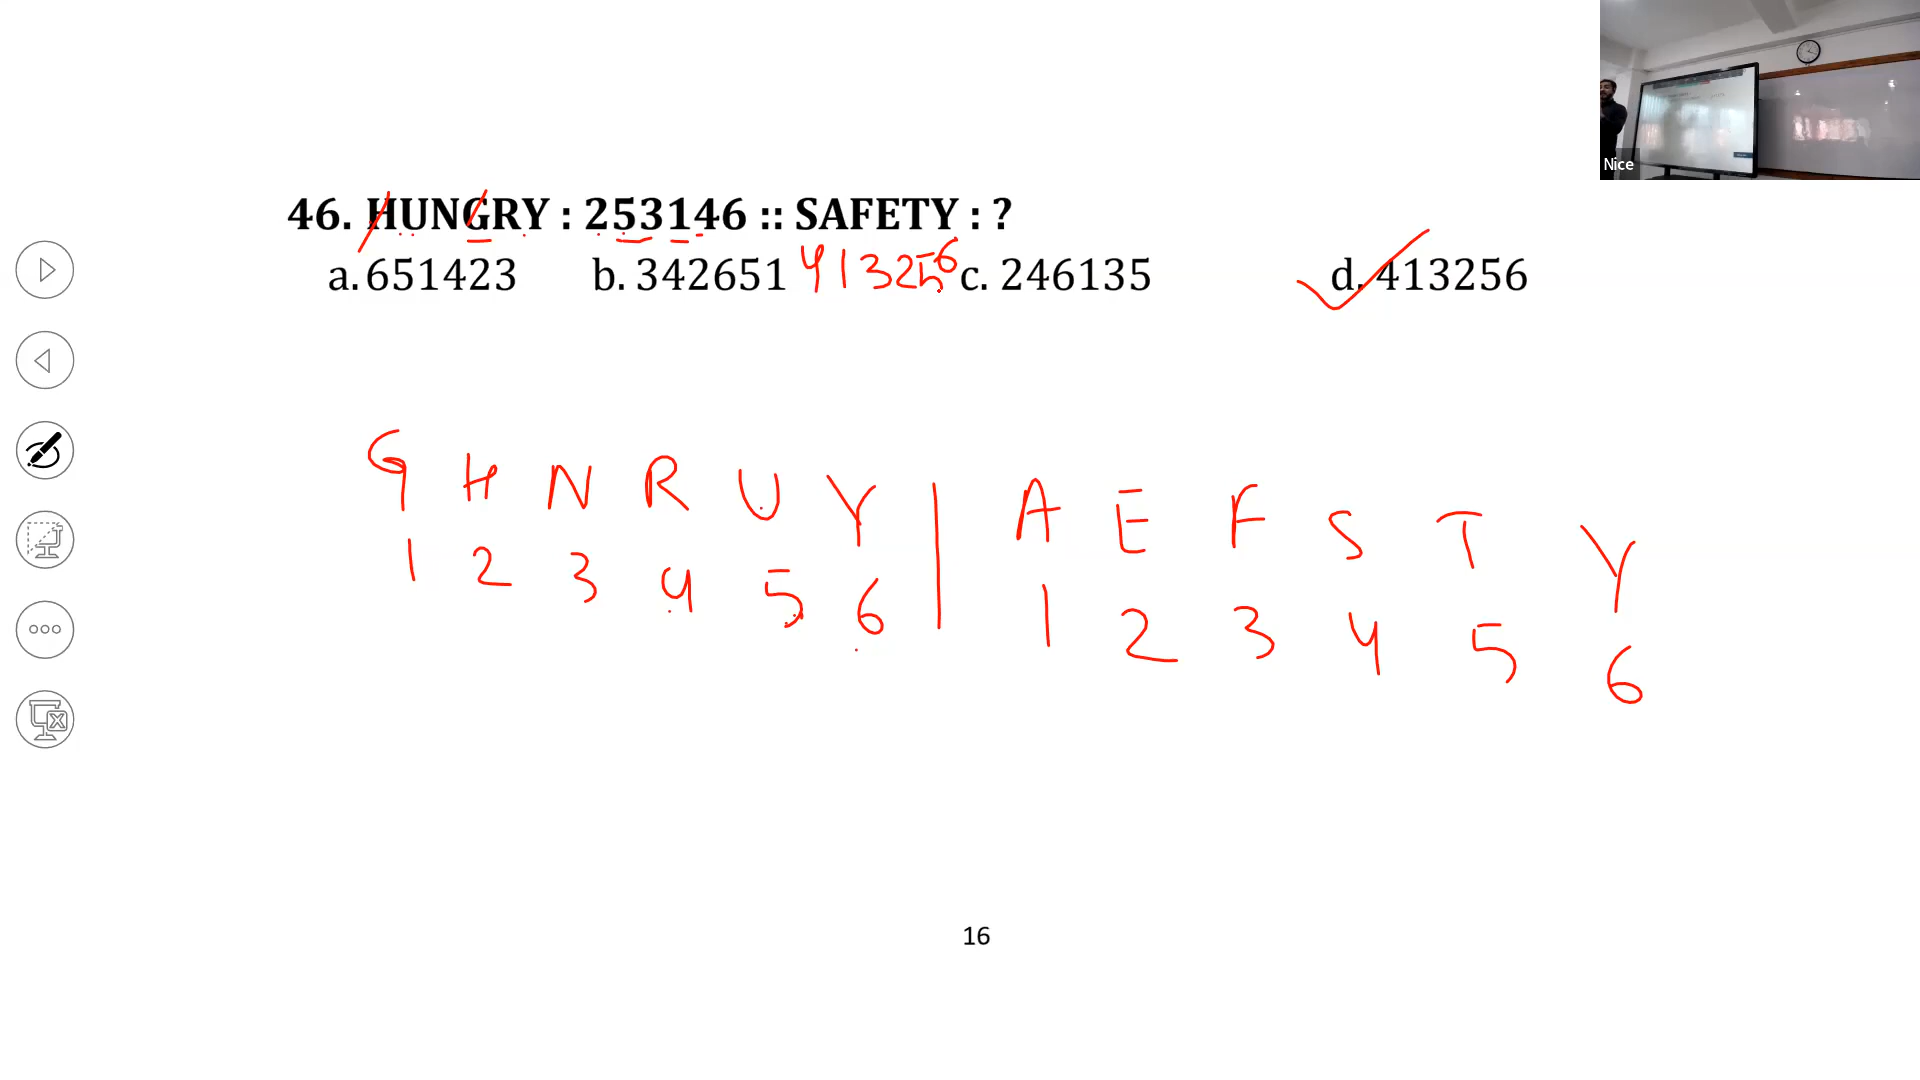 Nice
46. HUNGRY : 253146 :: SAFETY : ?
a. 651423 b. 342651 413256 c. 246135 d. 413256
G H N R U Y | A E F S T Y
1 2 3 4 5 6 1 2 3 4 5 6
16